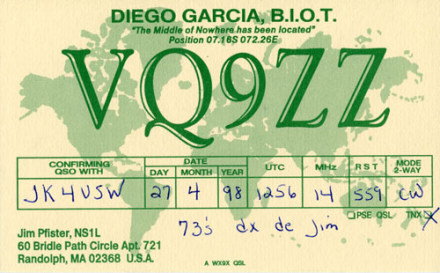 DIEGO GARCIA, B.I.O.T.
"The Middle of Nowhere has been located"
Position 07.16S 072.26E
VQ9ZZ
CONFIRMING QSO WITH DATE DAY MONTH YEAR UTC MHz R S T MODE 2-WAY
JK4USW 27 4 98 1256 14 559 CW
PSE QSL TNX X
73's dx de Jim
Jim Pfister, NS1L
60 Bridle Path Circle Apt. 721
Randolph, MA 02368 U.S.A.
A WX9X QSL